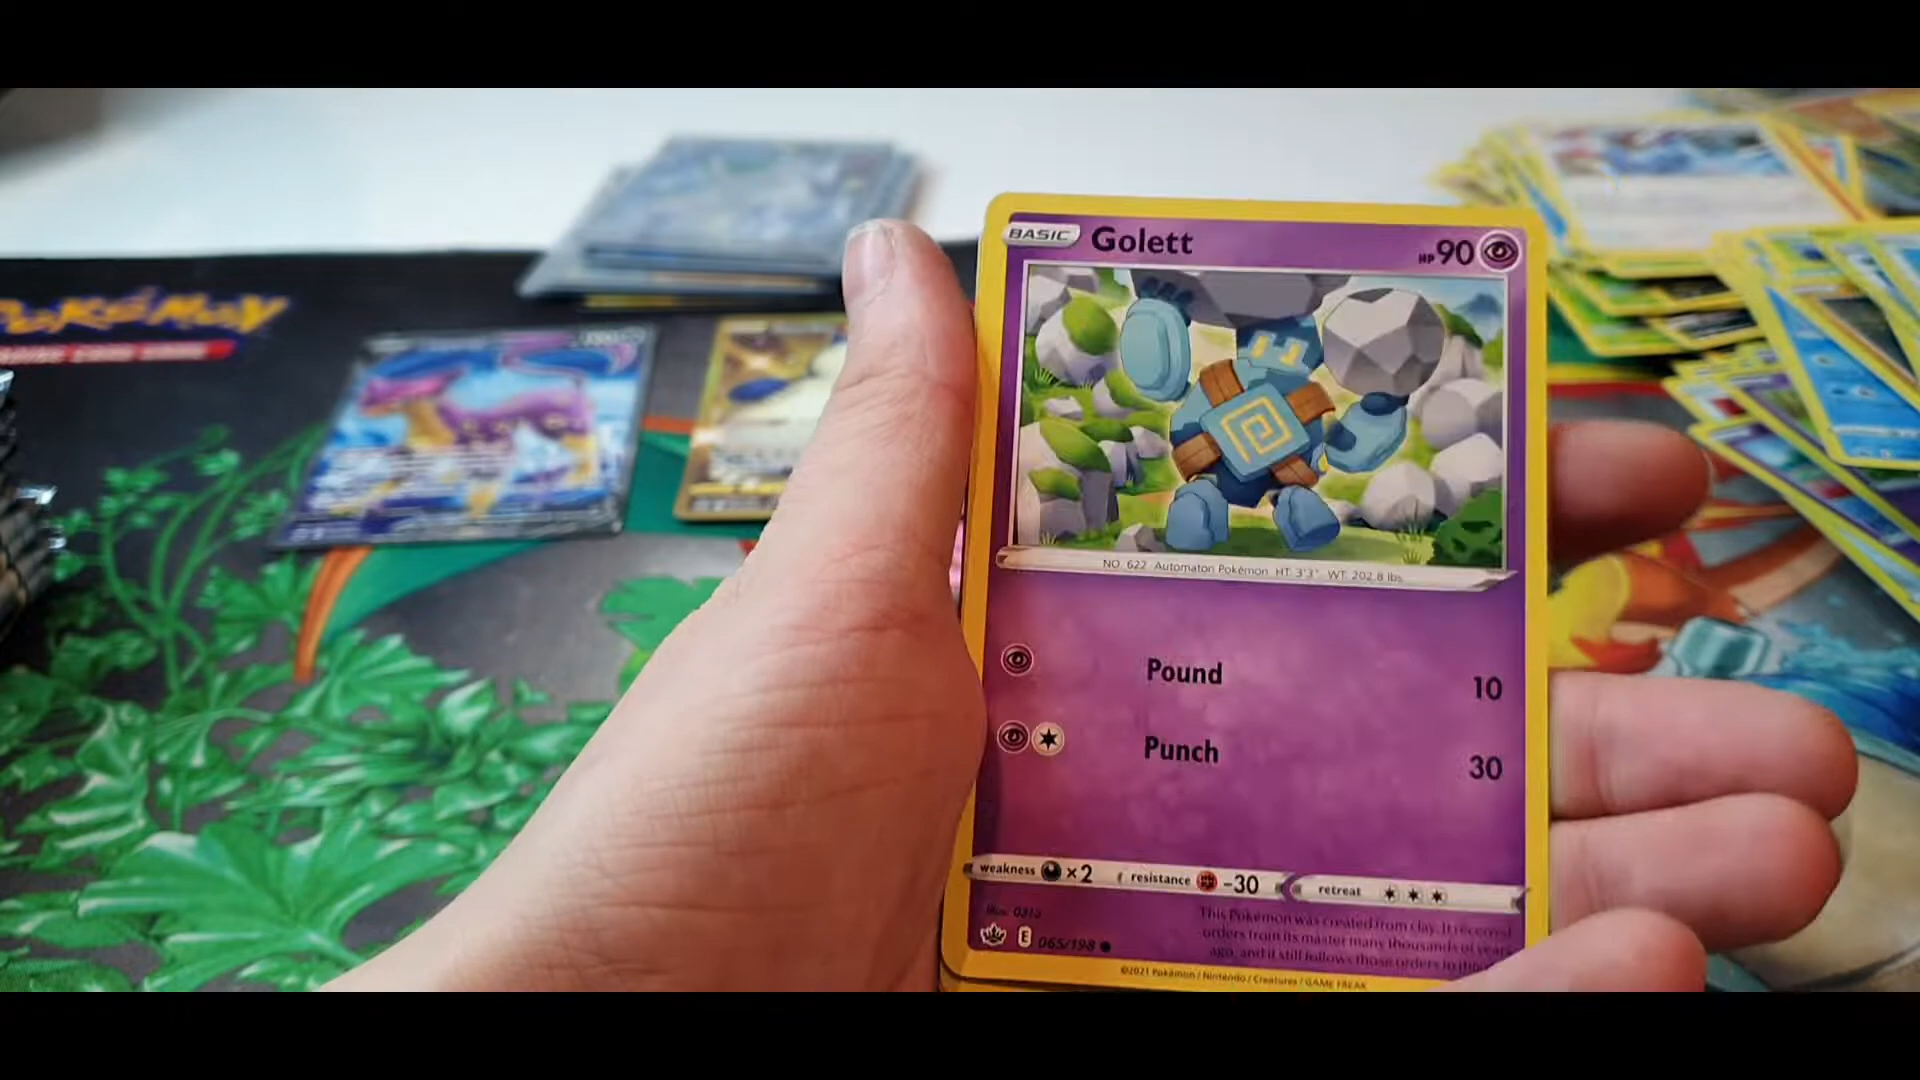 POKéMON
BASIC Golett HP 90
NO. 622 Automaton Pokémon HT: 3'3" WT: 202.8 lbs.
Pound 10
Punch 30
weakness ×2 resistance -30 retreat
Illus. 0313
E 065/198
This Pokémon was created from clay. It received
orders from its master many thousands of years
ago, and it still follows those orders to this
©2021 Pokémon / Nintendo / Creatures / GAME FREAK